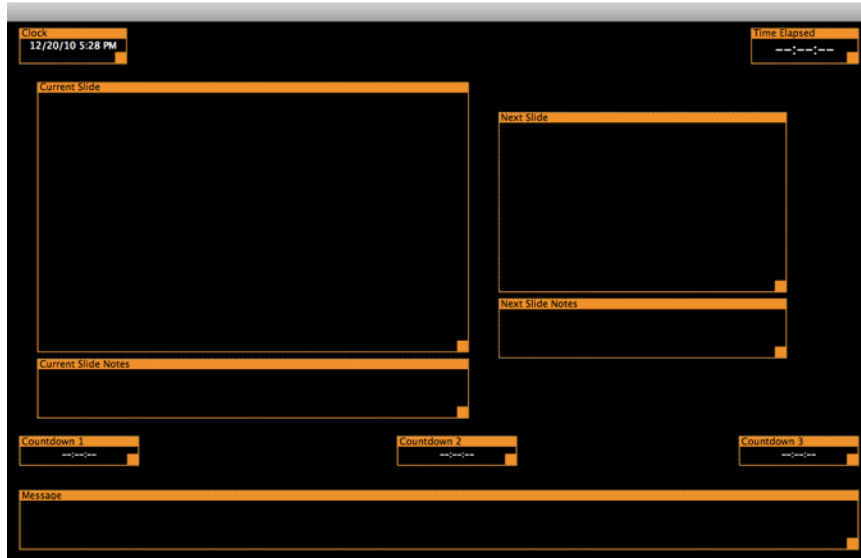 Clock
12/20/10 5:28 PM
Time Elapsed
--:--:--
Current Slide
Next Slide
Next Slide Notes
Current Slide Notes
Countdown 1
--:--:--
Countdown 2
--:--:--
Countdown 3
--:--:--
Message